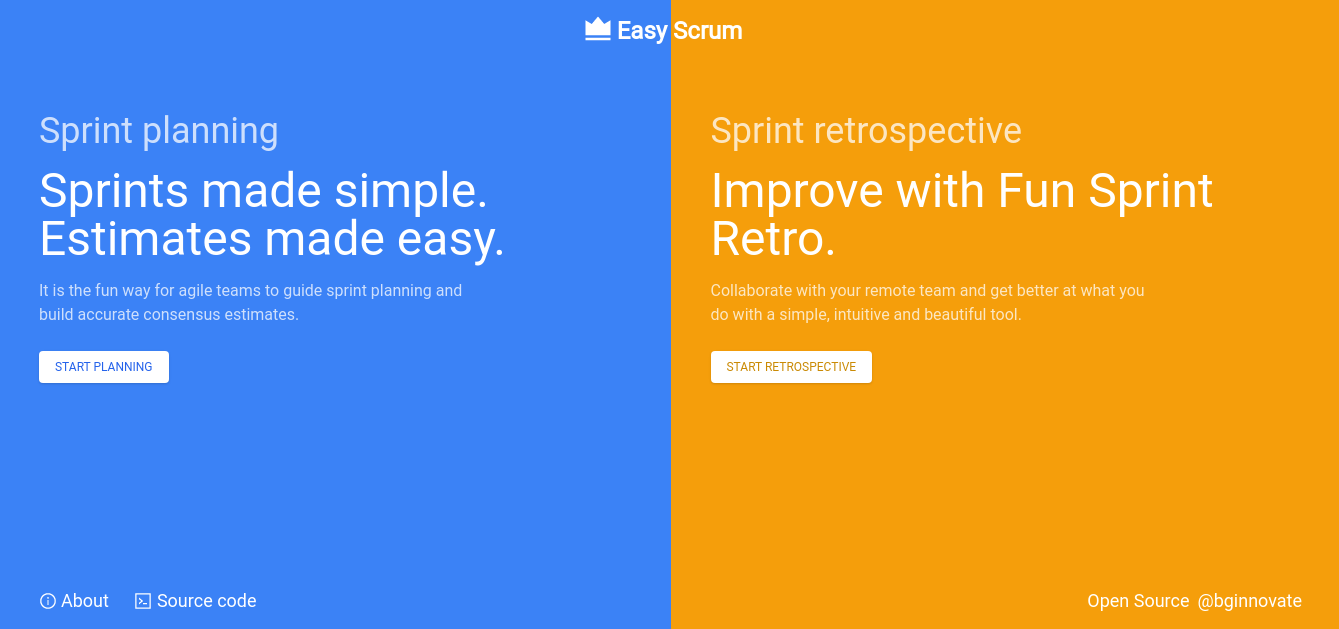 Easy Scrum
Sprint planning
Sprints made simple.
Estimates made easy.
It is the fun way for agile teams to guide sprint planning and
build accurate consensus estimates.
START PLANNING
Sprint retrospective
Improve with Fun Sprint
Retro.
Collaborate with your remote team and get better at what you
do with a simple, intuitive and beautiful tool.
START RETROSPECTIVE
About
Source code
Open Source @bginnovate